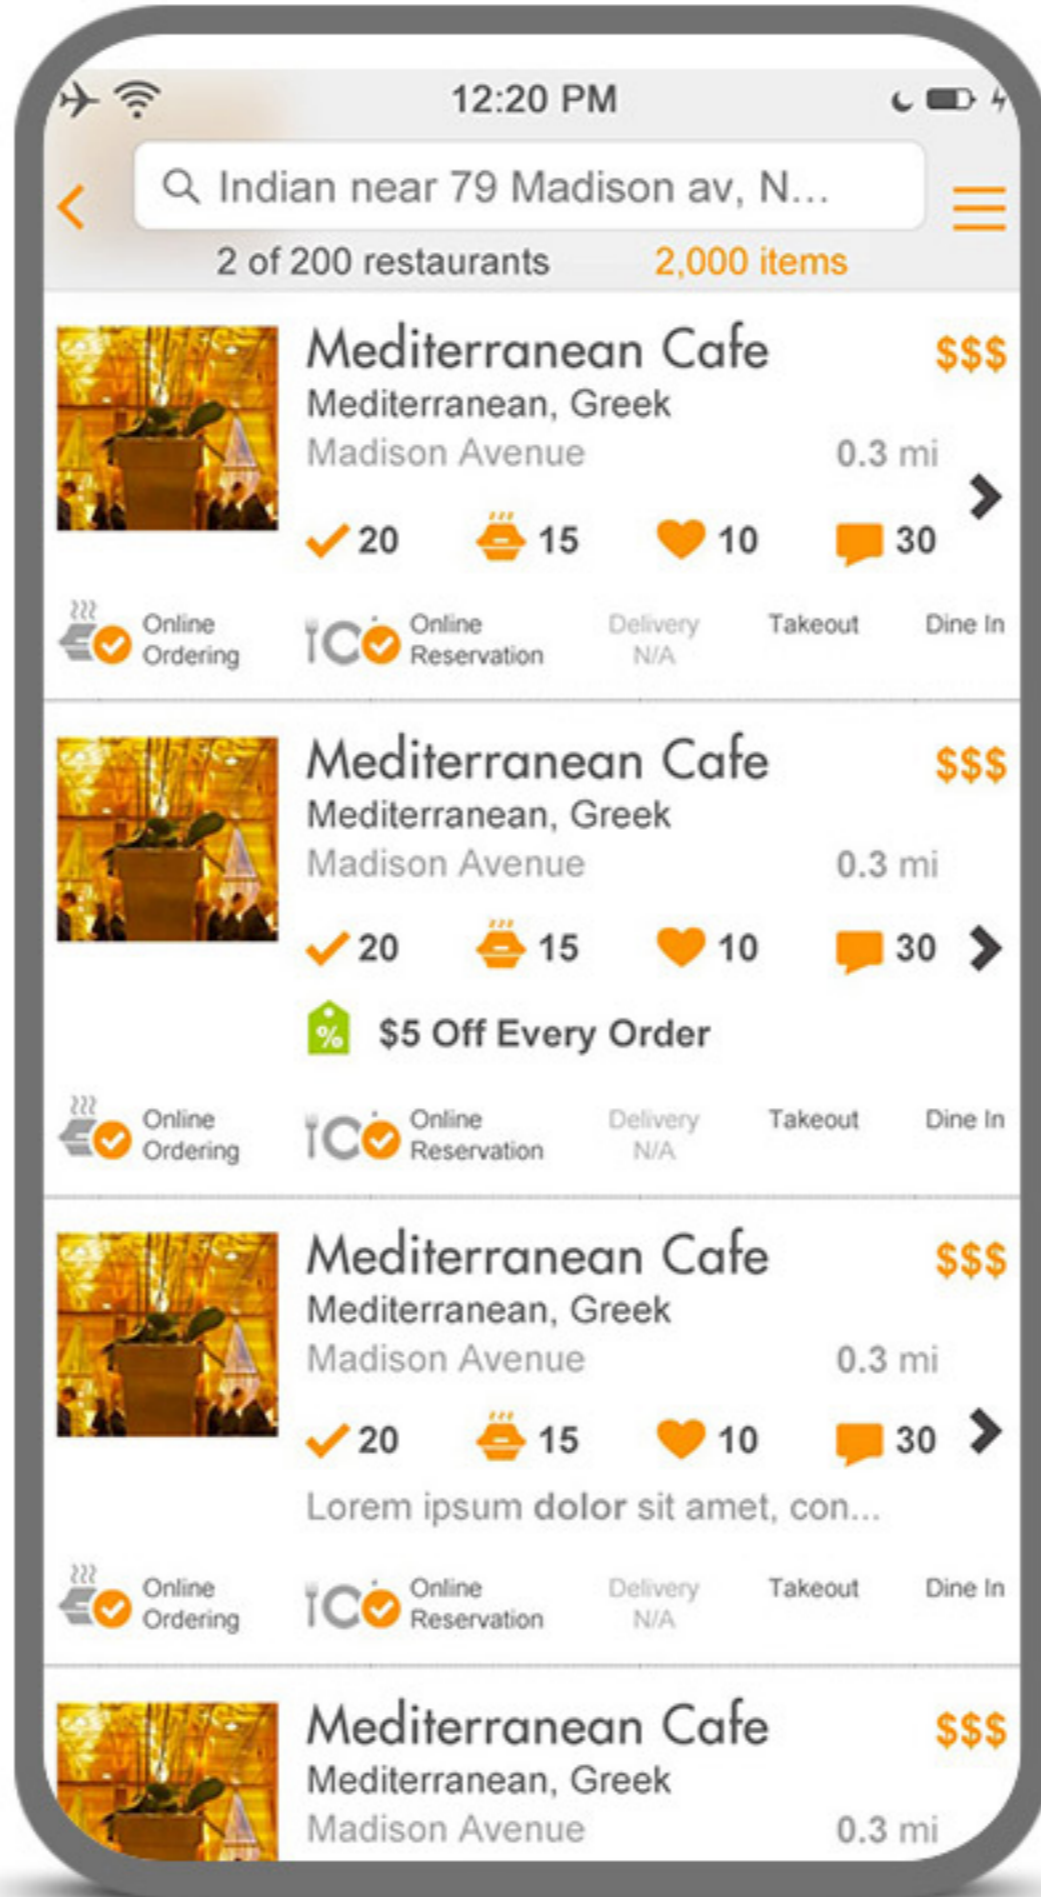 12:20 PM
Indian near 79 Madison av, N...
2 of 200 restaurants 2,000 items
Mediterranean Cafe $$$
Mediterranean, Greek
Madison Avenue 0.3 mi
20 15 10 30
Online Ordering Online Reservation Delivery N/A Takeout Dine In
Mediterranean Cafe $$$
Mediterranean, Greek
Madison Avenue 0.3 mi
20 15 10 30
% $5 Off Every Order
Online Ordering Online Reservation Delivery N/A Takeout Dine In
Mediterranean Cafe $$$
Mediterranean, Greek
Madison Avenue 0.3 mi
20 15 10 30
Lorem ipsum dolor sit amet, con...
Online Ordering Online Reservation Delivery N/A Takeout Dine In
Mediterranean Cafe $$$
Mediterranean, Greek
Madison Avenue 0.3 mi